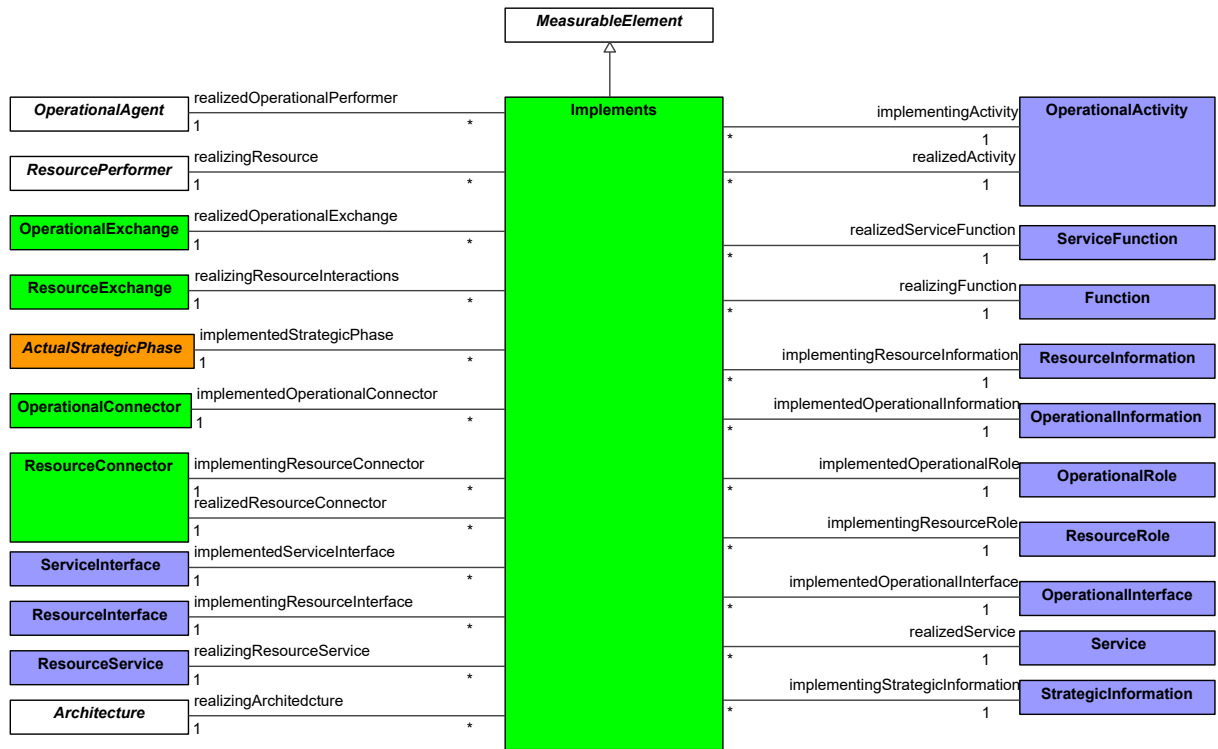 MeasurableElement
Implements
OperationalAgent
realizedOperationalPerformer
1
*
ResourcePerformer
realizingResource
1
*
OperationalExchange
realizedOperationalExchange
1
*
ResourceExchange
realizingResourceInteractions
1
*
ActualStrategicPhase
implementedStrategicPhase
1
*
OperationalConnector
implementedOperationalConnector
1
*
ResourceConnector
implementingResourceConnector
1
*
realizedResourceConnector
1
*
ServiceInterface
implementedServiceInterface
1
*
ResourceInterface
implementingResourceInterface
1
*
ResourceService
realizingResourceService
1
*
Architecture
realizingArchitedcture
1
*
implementingActivity
*
1
OperationalActivity
realizedActivity
*
1
realizedServiceFunction
*
1
ServiceFunction
realizingFunction
*
1
Function
implementingResourceInformation
*
1
ResourceInformation
implementedOperationalInformation
*
1
OperationalInformation
implementedOperationalRole
*
1
OperationalRole
implementingResourceRole
*
1
ResourceRole
implementedOperationalInterface
*
1
OperationalInterface
realizedService
*
1
Service
implementingStrategicInformation
*
1
StrategicInformation